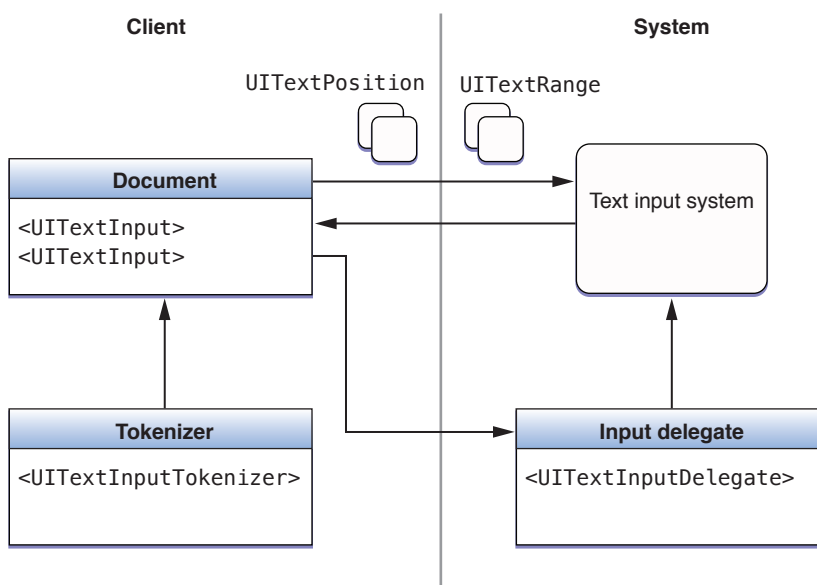 Client
System
UITextPosition
UITextRange
Document
<UITextInput>
<UITextInput>
Text input system
Tokenizer
<UITextInputTokenizer>
Input delegate
<UITextInputDelegate>